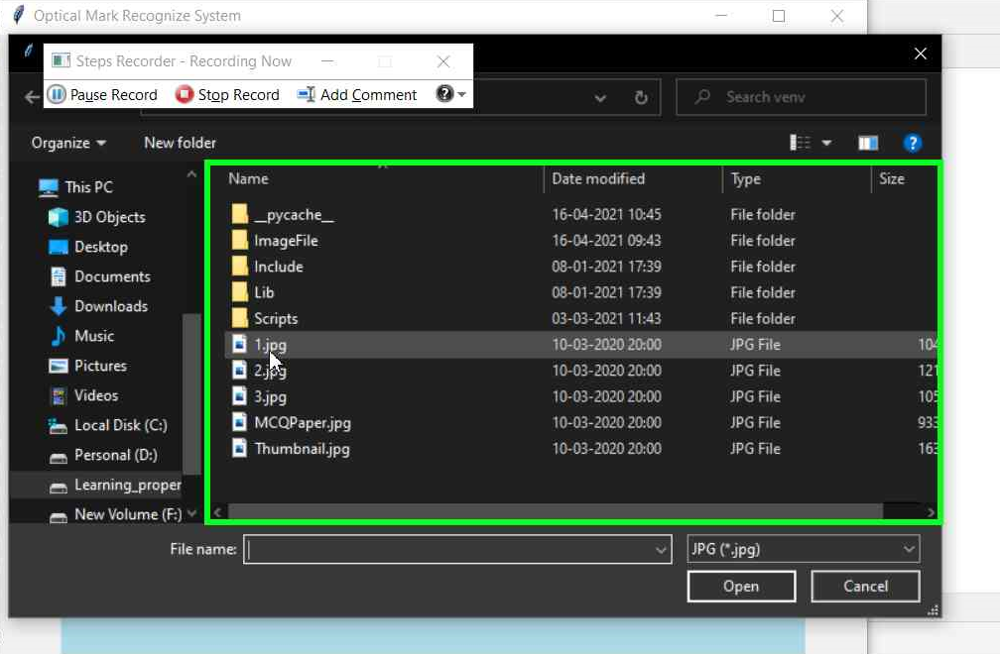 Optical Mark Recognize System
Steps Recorder - Recording Now
Pause Record Stop Record Add Comment ?
Search venv
Organize New folder ?
Name Date modified Type Size
This PC
3D Objects
Desktop
Documents
Downloads
Music
Pictures
Videos
Local Disk (C:)
Personal (D:)
Learning_proper
New Volume (F:)
__pycache__ 16-04-2021 10:45 File folder
ImageFile 16-04-2021 09:43 File folder
Include 08-01-2021 17:39 File folder
Lib 08-01-2021 17:39 File folder
Scripts 03-03-2021 11:43 File folder
1.jpg 10-03-2020 20:00 JPG File 104
2.jpg 10-03-2020 20:00 JPG File 121
3.jpg 10-03-2020 20:00 JPG File 105
MCQPaper.jpg 10-03-2020 20:00 JPG File 933
Thumbnail.jpg 10-03-2020 20:00 JPG File 163
File name: JPG (*.jpg)
Open Cancel